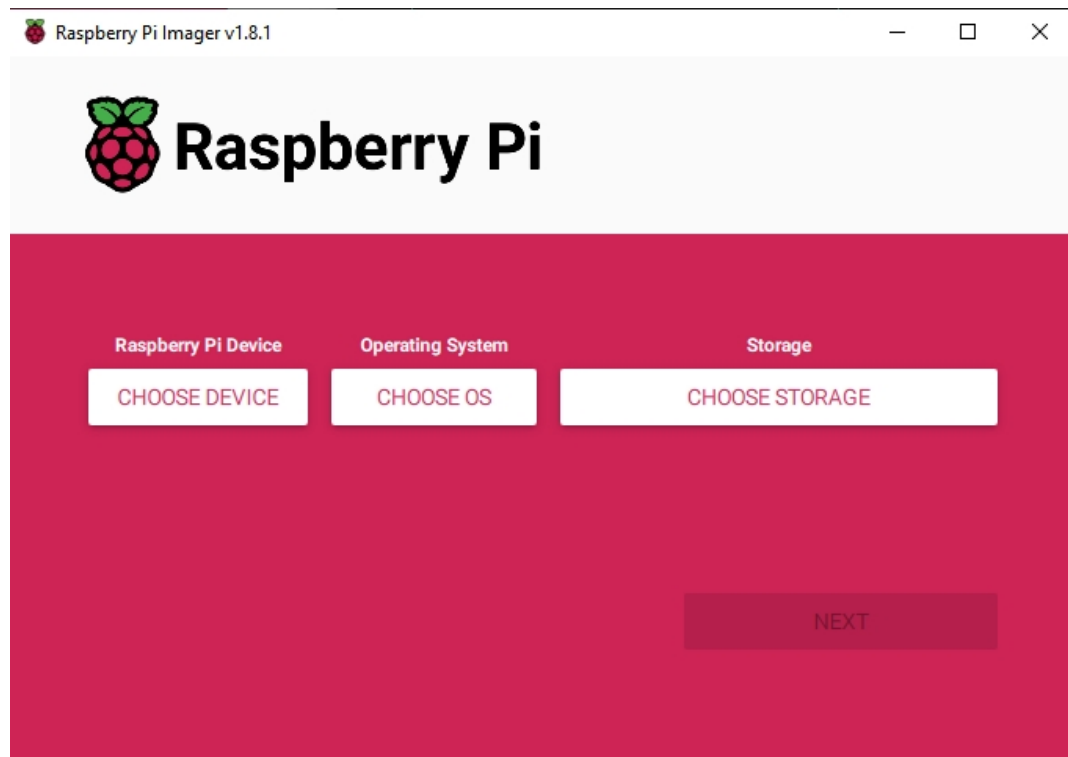 Raspberry Pi Imager v1.8.1
Raspberry Pi
Raspberry Pi Device
Operating System
Storage
CHOOSE DEVICE
CHOOSE OS
CHOOSE STORAGE
NEXT